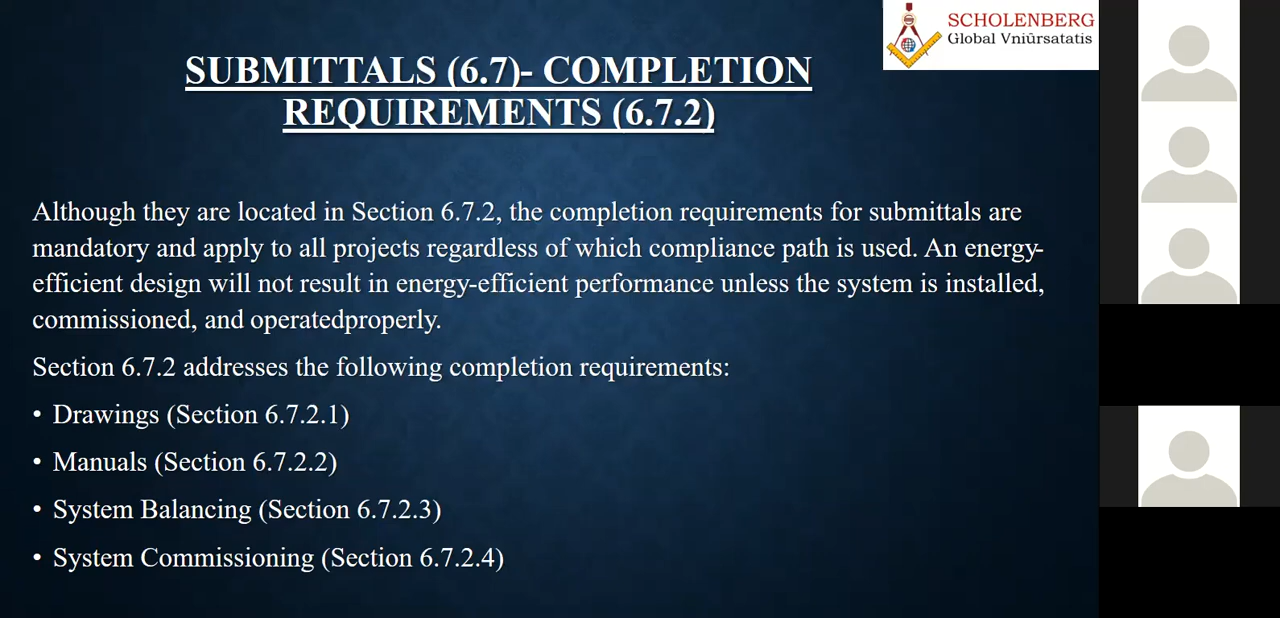 SCHOLENBERG
Global Vniûrsatatis
SUBMITTALS (6.7)- COMPLETION
REQUIREMENTS (6.7.2)
Although they are located in Section 6.7.2, the completion requirements for submittals are
mandatory and apply to all projects regardless of which compliance path is used. An energy-
efficient design will not result in energy-efficient performance unless the system is installed,
commissioned, and operatedproperly.
Section 6.7.2 addresses the following completion requirements:
• Drawings (Section 6.7.2.1)
• Manuals (Section 6.7.2.2)
• System Balancing (Section 6.7.2.3)
• System Commissioning (Section 6.7.2.4)